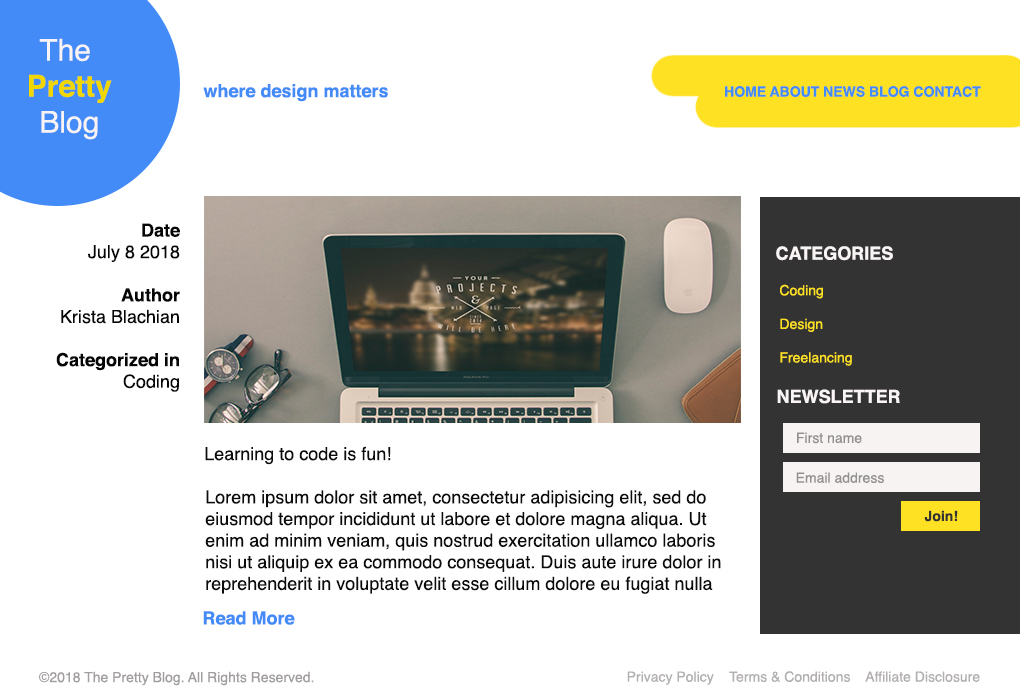 The
Pretty
Blog
where design matters
HOME ABOUT NEWS BLOG CONTACT
Date
July 8 2018
Author
Krista Blachian
Categorized in
Coding
YOUR
PROJECTS
&
WEB PAGE
SINCE
WILL BE HERE
Learning to code is fun!
Lorem ipsum dolor sit amet, consectetur adipisicing elit, sed do
eiusmod tempor incididunt ut labore et dolore magna aliqua. Ut
enim ad minim veniam, quis nostrud exercitation ullamco laboris
nisi ut aliquip ex ea commodo consequat. Duis aute irure dolor in
reprehenderit in voluptate velit esse cillum dolore eu fugiat nulla
Read More
CATEGORIES
Coding
Design
Freelancing
NEWSLETTER
First name
Email address
Join!
©2018 The Pretty Blog. All Rights Reserved.
Privacy Policy Terms & Conditions Affiliate Disclosure